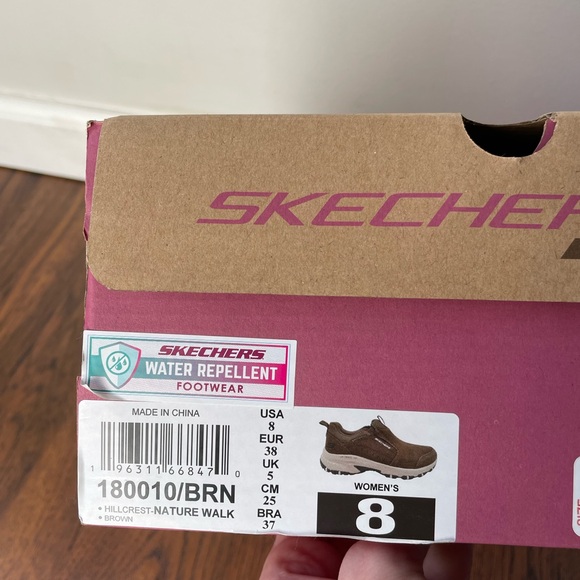 SKECHERS
SKECHERS
WATER REPELLENT
FOOTWEAR
MADE IN CHINA
1 96311 66847 0
180010/BRN
* HILLCREST-NATURE WALK
* BROWN
USA
8
EUR
38
UK
5
CM
25
BRA
37
WOMEN'S
8